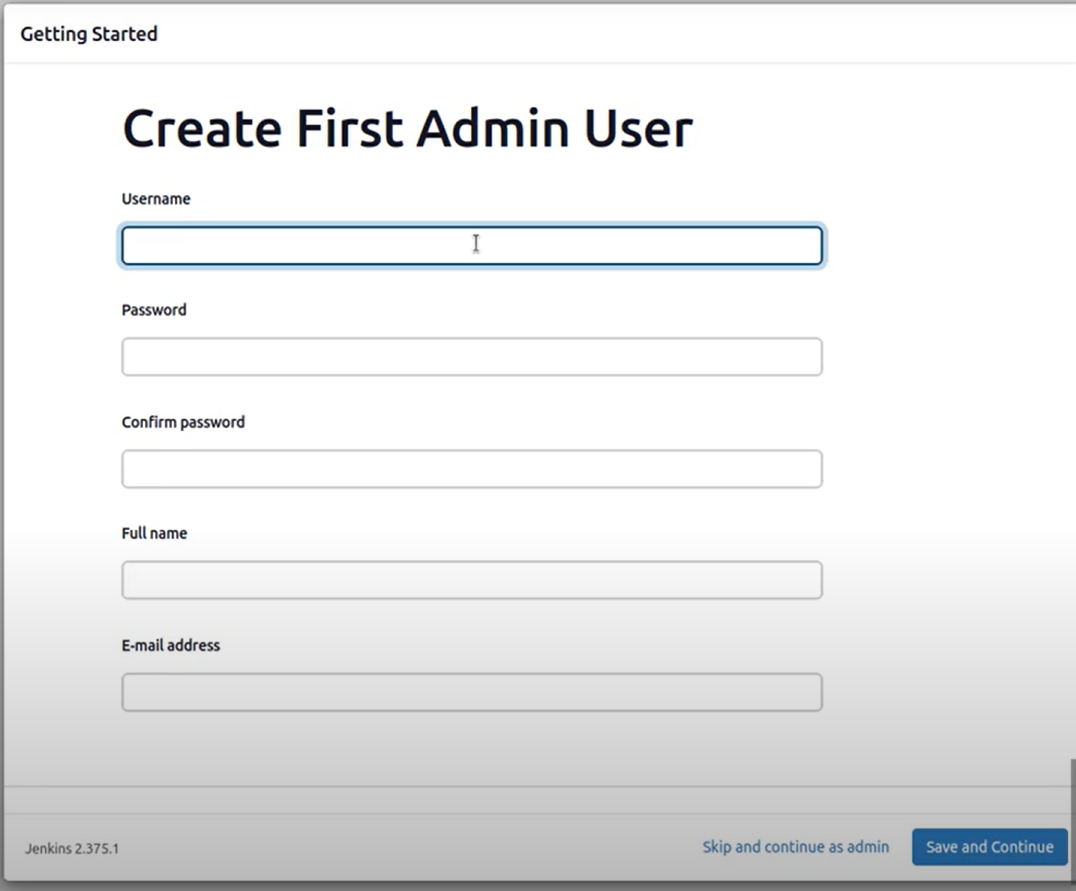 Getting Started
Create First Admin User
Username
Password
Confirm password
Full name
E-mail address
Jenkins 2.375.1
Skip and continue as admin
Save and Continue